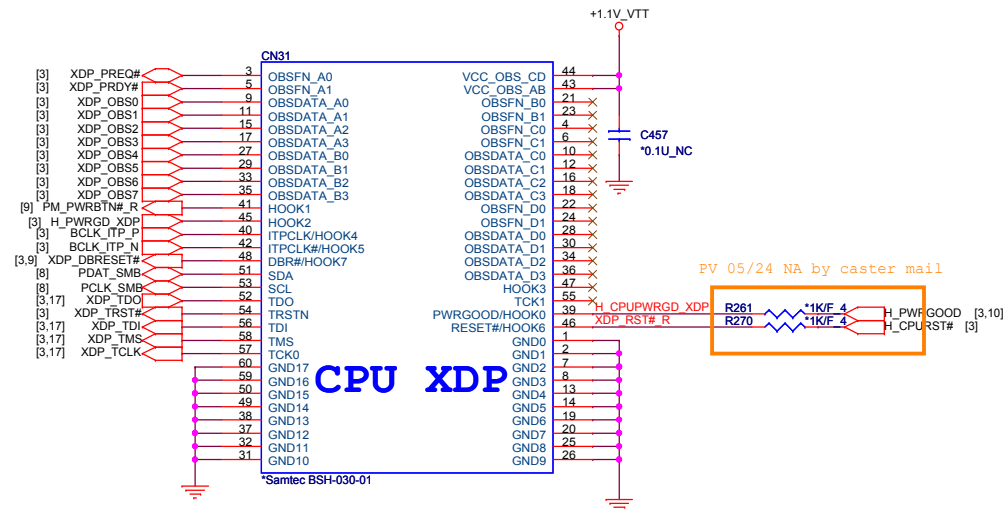 +1.1V_VTT
CN31
[3] XDP_PREQ# 3 OBSFN_A0 VCC_OBS_CD 44
[3] XDP_PRDY# 5 OBSFN_A1 VCC_OBS_AB 43
[3] XDP_OBS0 9 OBSDATA_A0 OBSFN_B0 21
[3] XDP_OBS1 11 OBSDATA_A1 OBSFN_B1 23
[3] XDP_OBS2 15 OBSDATA_A2 OBSFN_C0 4
[3] XDP_OBS3 17 OBSDATA_A3 OBSFN_C1 6
C457
*0.1U_NC
[3] XDP_OBS4 27 OBSDATA_B0 OBSDATA_C0 10
[3] XDP_OBS5 29 OBSDATA_B1 OBSDATA_C1 12
[3] XDP_OBS6 33 OBSDATA_B2 OBSDATA_C2 16
[3] XDP_OBS7 35 OBSDATA_B3 OBSDATA_C3 18
[9] PM_PWRBTN#_R 41 HOOK1 OBSFN_D0 22
[3] H_PWRGD_XDP 45 HOOK2 OBSFN_D1 24
[3] BCLK_ITP_P 40 ITPCLK/HOOK4 OBSDATA_D0 28
[3] BCLK_ITP_N 42 ITPCLK#/HOOK5 OBSDATA_D1 30
[3,9] XDP_DBRESET# 48 DBR#/HOOK7 OBSDATA_D2 34
[8] PDAT_SMB 51 SDA OBSDATA_D3 36
PV 05/24 NA by caster mail
[8] PCLK_SMB 53 SCL HOOK3 47
[3,17] XDP_TDO 52 TDO TCK1 55
[3] XDP_TRST# 54 TRSTN PWRGOOD/HOOK0 39 H_CPUPWRGD_XDP R261 *1K/F_4 H_PWRGOOD [3,10]
[3,17] XDP_TDI 56 TDI RESET#/HOOK6 46 XDP_RST#_R R270 *1K/F_4 H_CPURST# [3]
[3,17] XDP_TMS 58 TMS GND0 1
[3,17] XDP_TCLK 57 TCK0 GND1 2
60 GND17 GND2 7
59 GND16 GND3 8
50 GND15 GND4 13
49 GND14 GND5 14
38 GND13 GND6 19
37 GND12 GND7 20
32 GND11 GND8 25
31 GND10 GND9 26
CPU XDP
*Samtec BSH-030-01